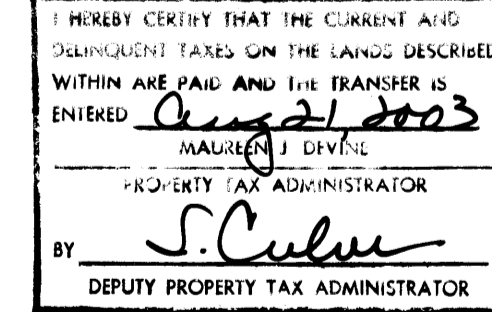 I HEREBY CERTIFY THAT THE CURRENT AND
DELINQUENT TAXES ON THE LANDS DESCRIBED
WITHIN ARE PAID AND THE TRANSFER IS
ENTERED Aug 21, 2003
MAUREEN J DEVINE
PROPERTY TAX ADMINISTRATOR
BY S. Culver
DEPUTY PROPERTY TAX ADMINISTRATOR